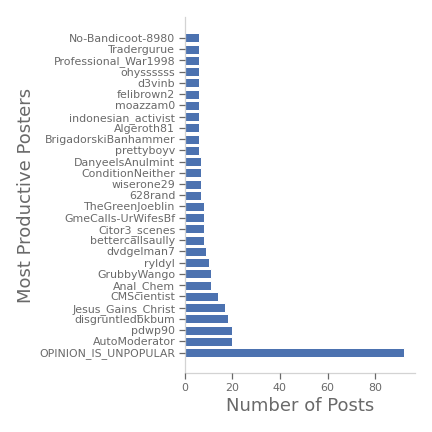 No-Bandicoot-8980
Tradergurue
Professional_War1998
ohyssssss
d3vinb
felibrown2
moazzam0
indonesian_activist
Algeroth81
BrigadorskiBanhammer
prettyboyv
DanyeelsAnulmint
ConditionNeither
wiserone29
628rand
TheGreenJoeblin
GmeCalls-UrWifesBf
Citor3_scenes
bettercallsaully
dvdgelman7
ryldyl
GrubbyWango
Anal_Chem
CMScientist
Jesus_Gains_Christ
disgruntledbkbum
pdwp90
AutoModerator
OPINION_IS_UNPOPULAR
Most Productive Posters
0 20 40 60 80
Number of Posts